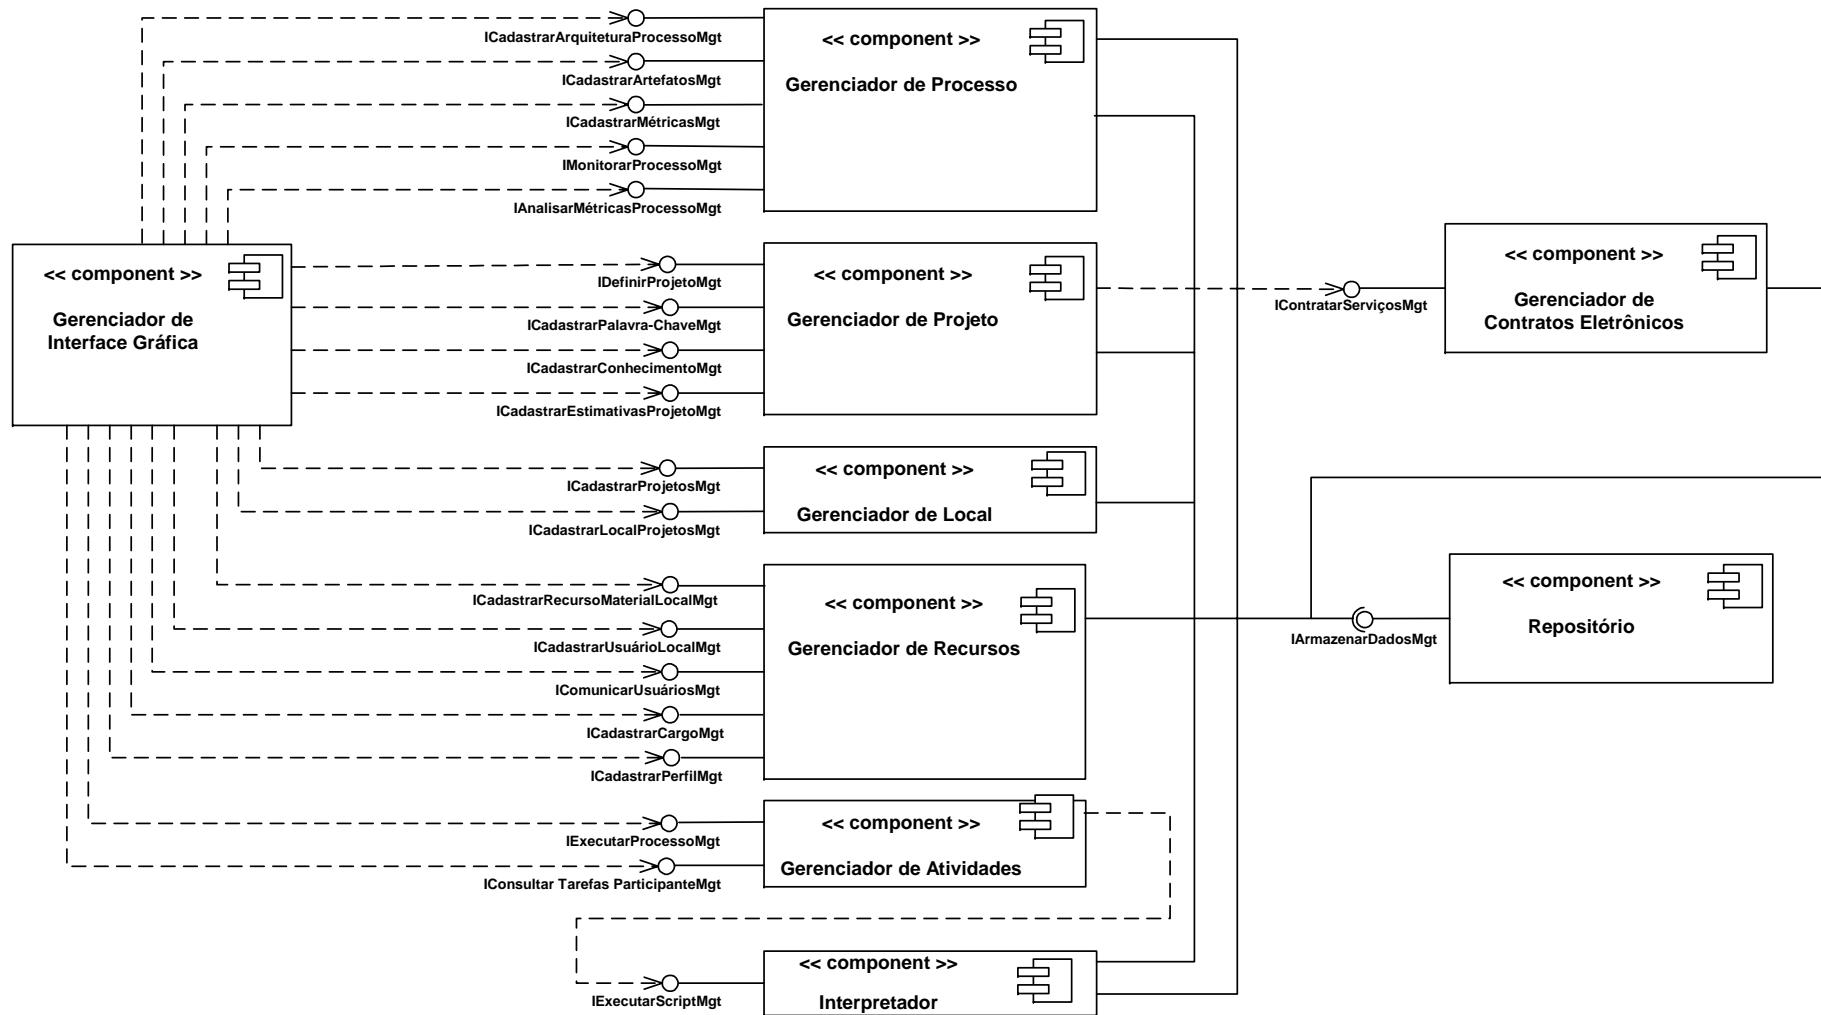 ICadastrarArquiteturaProcessoMgt
ICadastrarArtefatosMgt
ICadastrarMétricasMgt
IMonitorarProcessoMgt
IAnalisarMétricasProcessoMgt
<< component >>
Gerenciador de Processo
<< component >>
Gerenciador de
Interface Gráfica
IDefinirProjetoMgt
ICadastrarPalavra-ChaveMgt
ICadastrarConhecimentoMgt
ICadastrarEstimativasProjetoMgt
<< component >>
Gerenciador de Projeto
IContratarServiçosMgt
<< component >>
Gerenciador de
Contratos Eletrônicos
ICadastrarProjetosMgt
ICadastrarLocalProjetosMgt
<< component >>
Gerenciador de Local
ICadastrarRecursoMaterialLocalMgt
ICadastrarUsuárioLocalMgt
IComunicarUsuáriosMgt
ICadastrarCargoMgt
ICadastrarPerfilMgt
<< component >>
Gerenciador de Recursos
IArmazenarDadosMgt
<< component >>
Repositório
IExecutarProcessoMgt
IConsultar Tarefas ParticipanteMgt
<< component >>
Gerenciador de Atividades
IExecutarScriptMgt
<< component >>
Interpretador